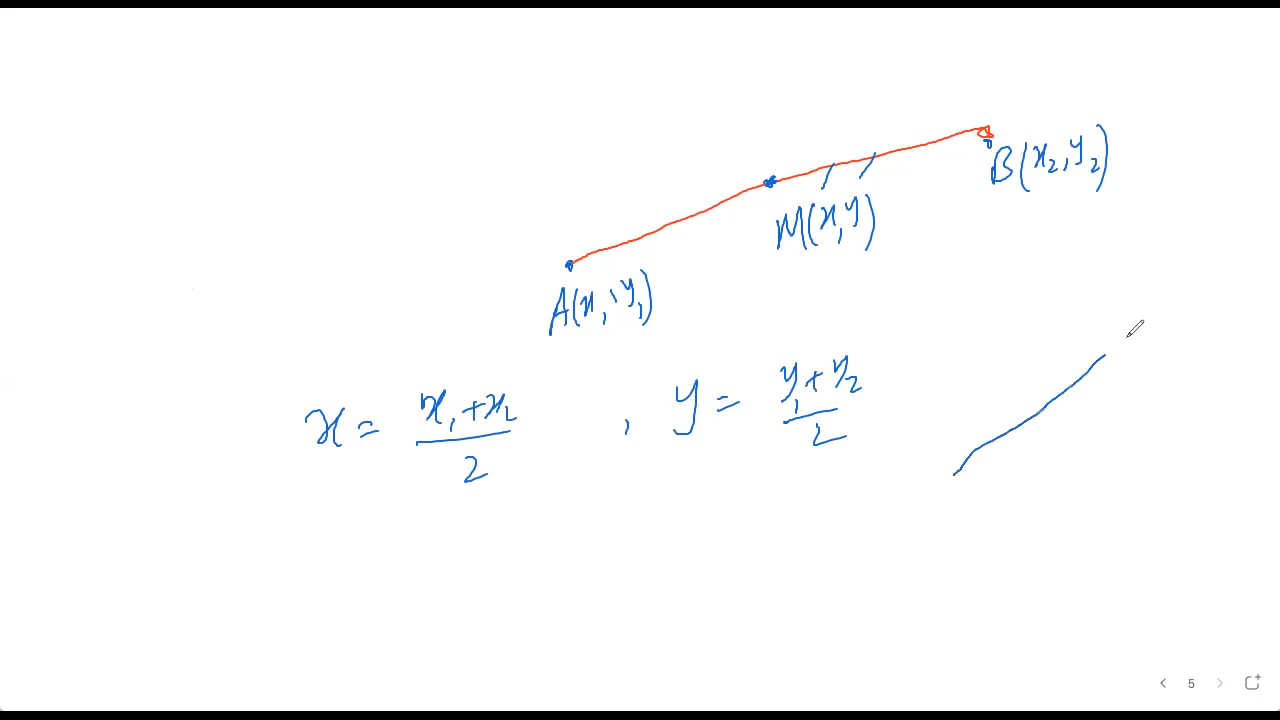 B(x₂, y₂)
M(x, y)
A(x₁, y₁)
x = (x₁ + x₂)/2 , y = (y₁ + y₂)/2
5